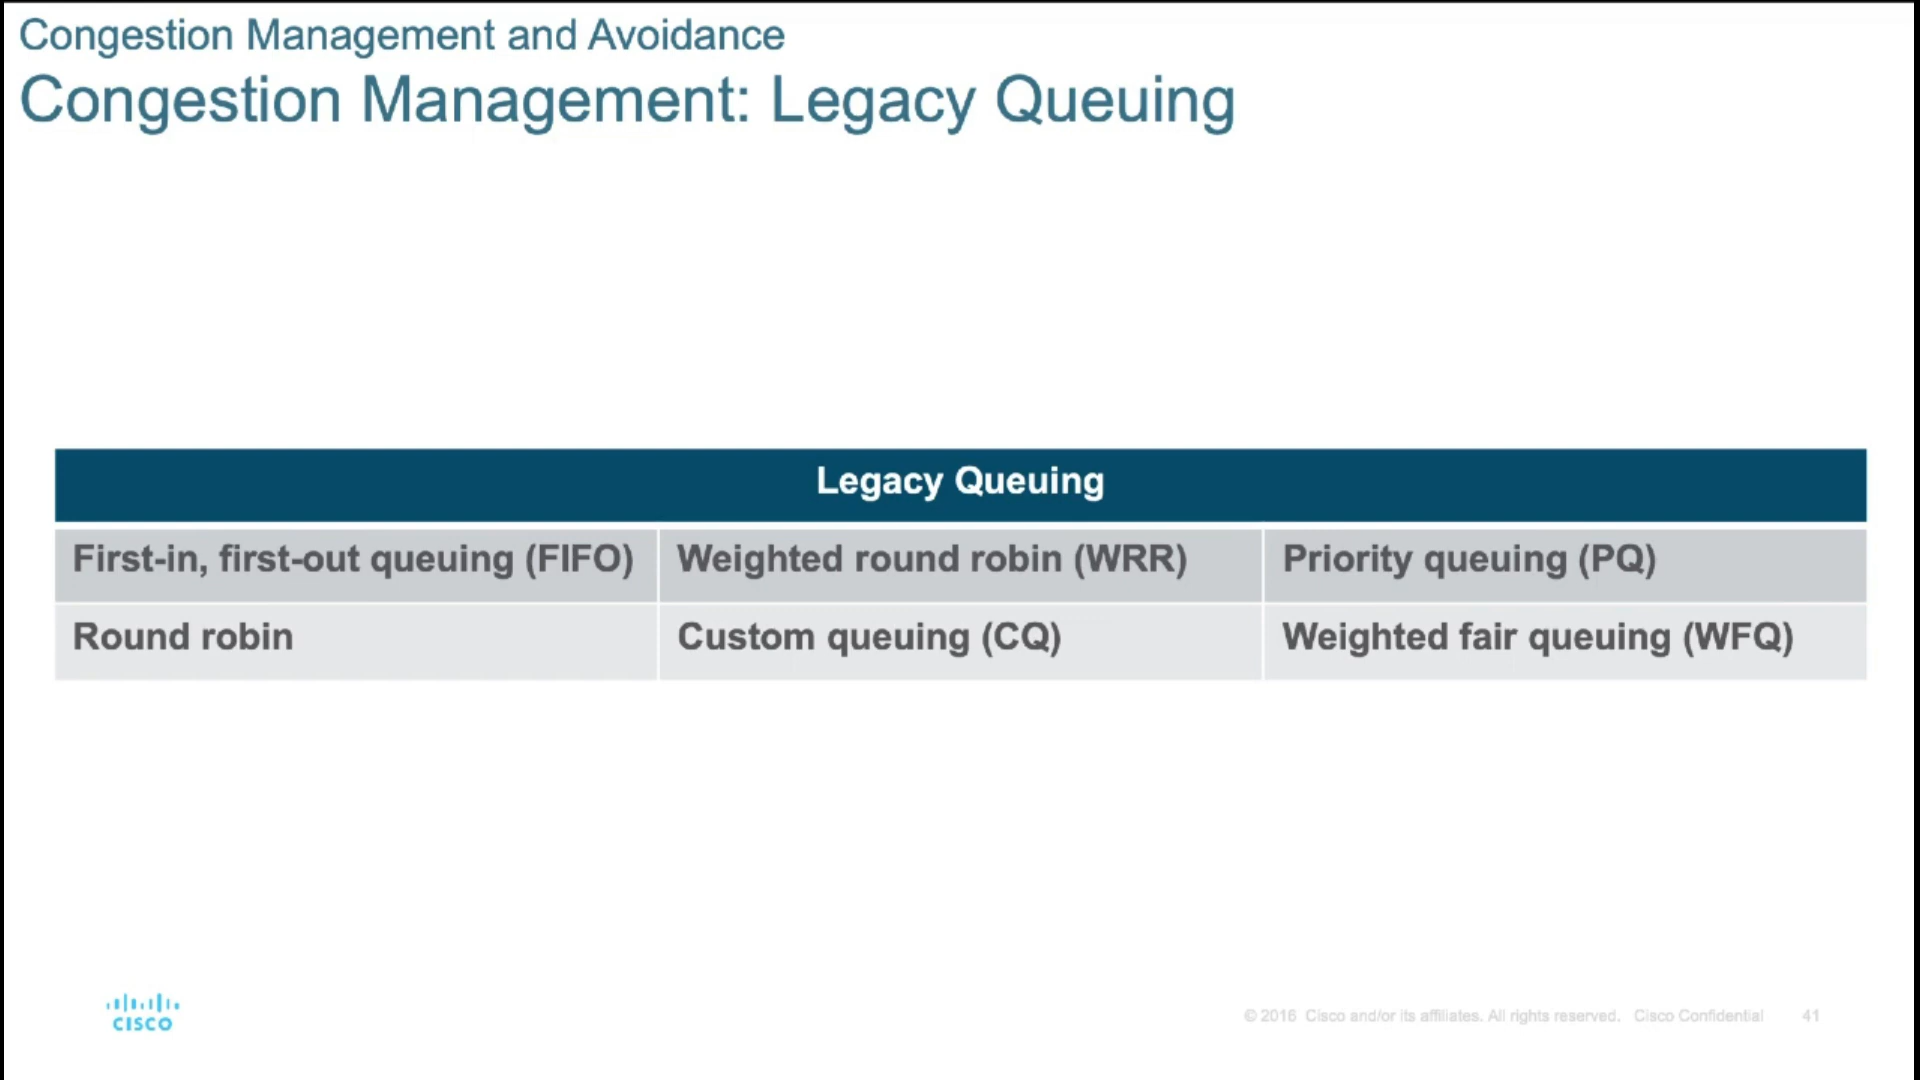 Congestion Management and Avoidance
Congestion Management: Legacy Queuing
Legacy Queuing
First-in, first-out queuing (FIFO) Weighted round robin (WRR) Priority queuing (PQ)
Round robin Custom queuing (CQ) Weighted fair queuing (WFQ)
CISCO
© 2016 Cisco and/or its affiliates. All rights reserved. Cisco Confidential 41